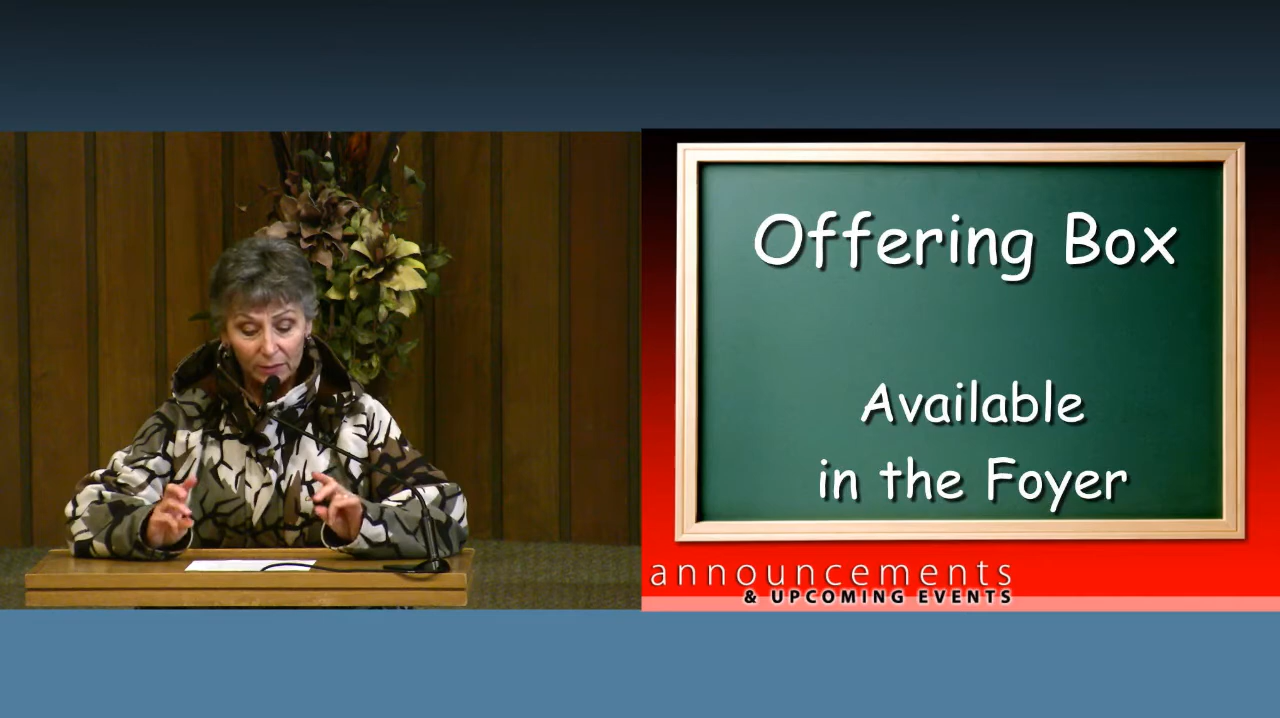 Offering Box
Available
in the Foyer
announcements
& UPCOMING EVENTS